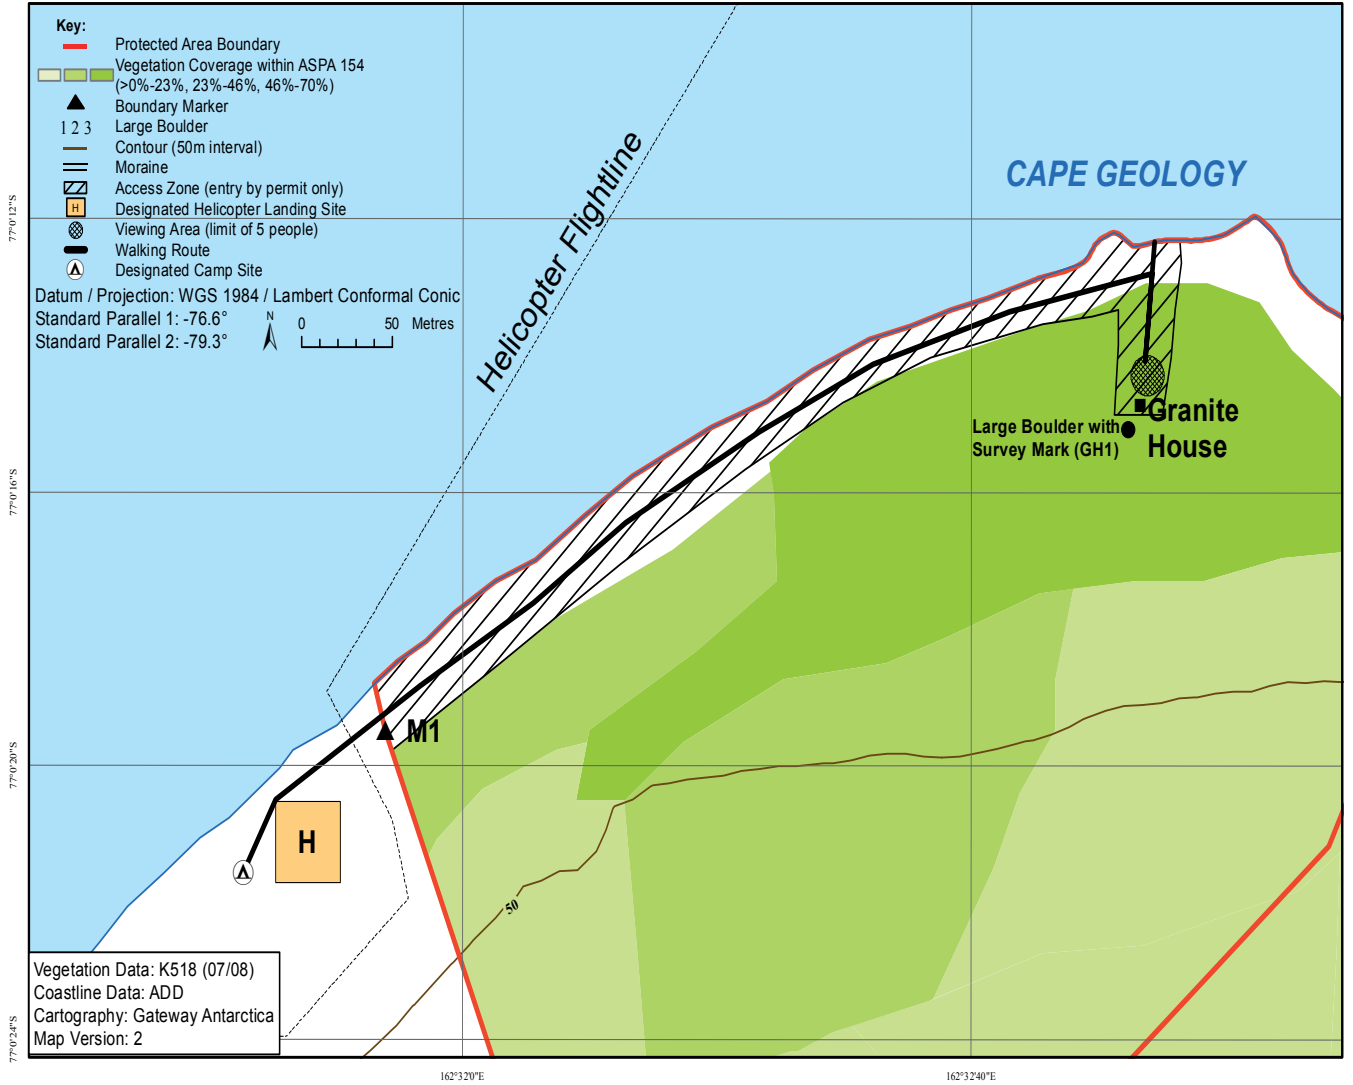 Key:
Protected Area Boundary
Vegetation Coverage within ASPA 154
(>0%-23%, 23%-46%, 46%-70%)
Boundary Marker
1 2 3 Large Boulder
Contour (50m interval)
Moraine
Access Zone (entry by permit only)
H Designated Helicopter Landing Site
Viewing Area (limit of 5 people)
Walking Route
Designated Camp Site
Datum / Projection: WGS 1984 / Lambert Conformal Conic
Standard Parallel 1: -76.6°
Standard Parallel 2: -79.3°
N
0 50 Metres
Helicopter Flightline
CAPE GEOLOGY
Granite
House
Large Boulder with
Survey Mark (GH1)
M1
H
50
Vegetation Data: K518 (07/08)
Coastline Data: ADD
Cartography: Gateway Antarctica
Map Version: 2
77°0'12"S
77°0'16"S
77°0'20"S
77°0'24"S
162°32'0"E
162°32'40"E